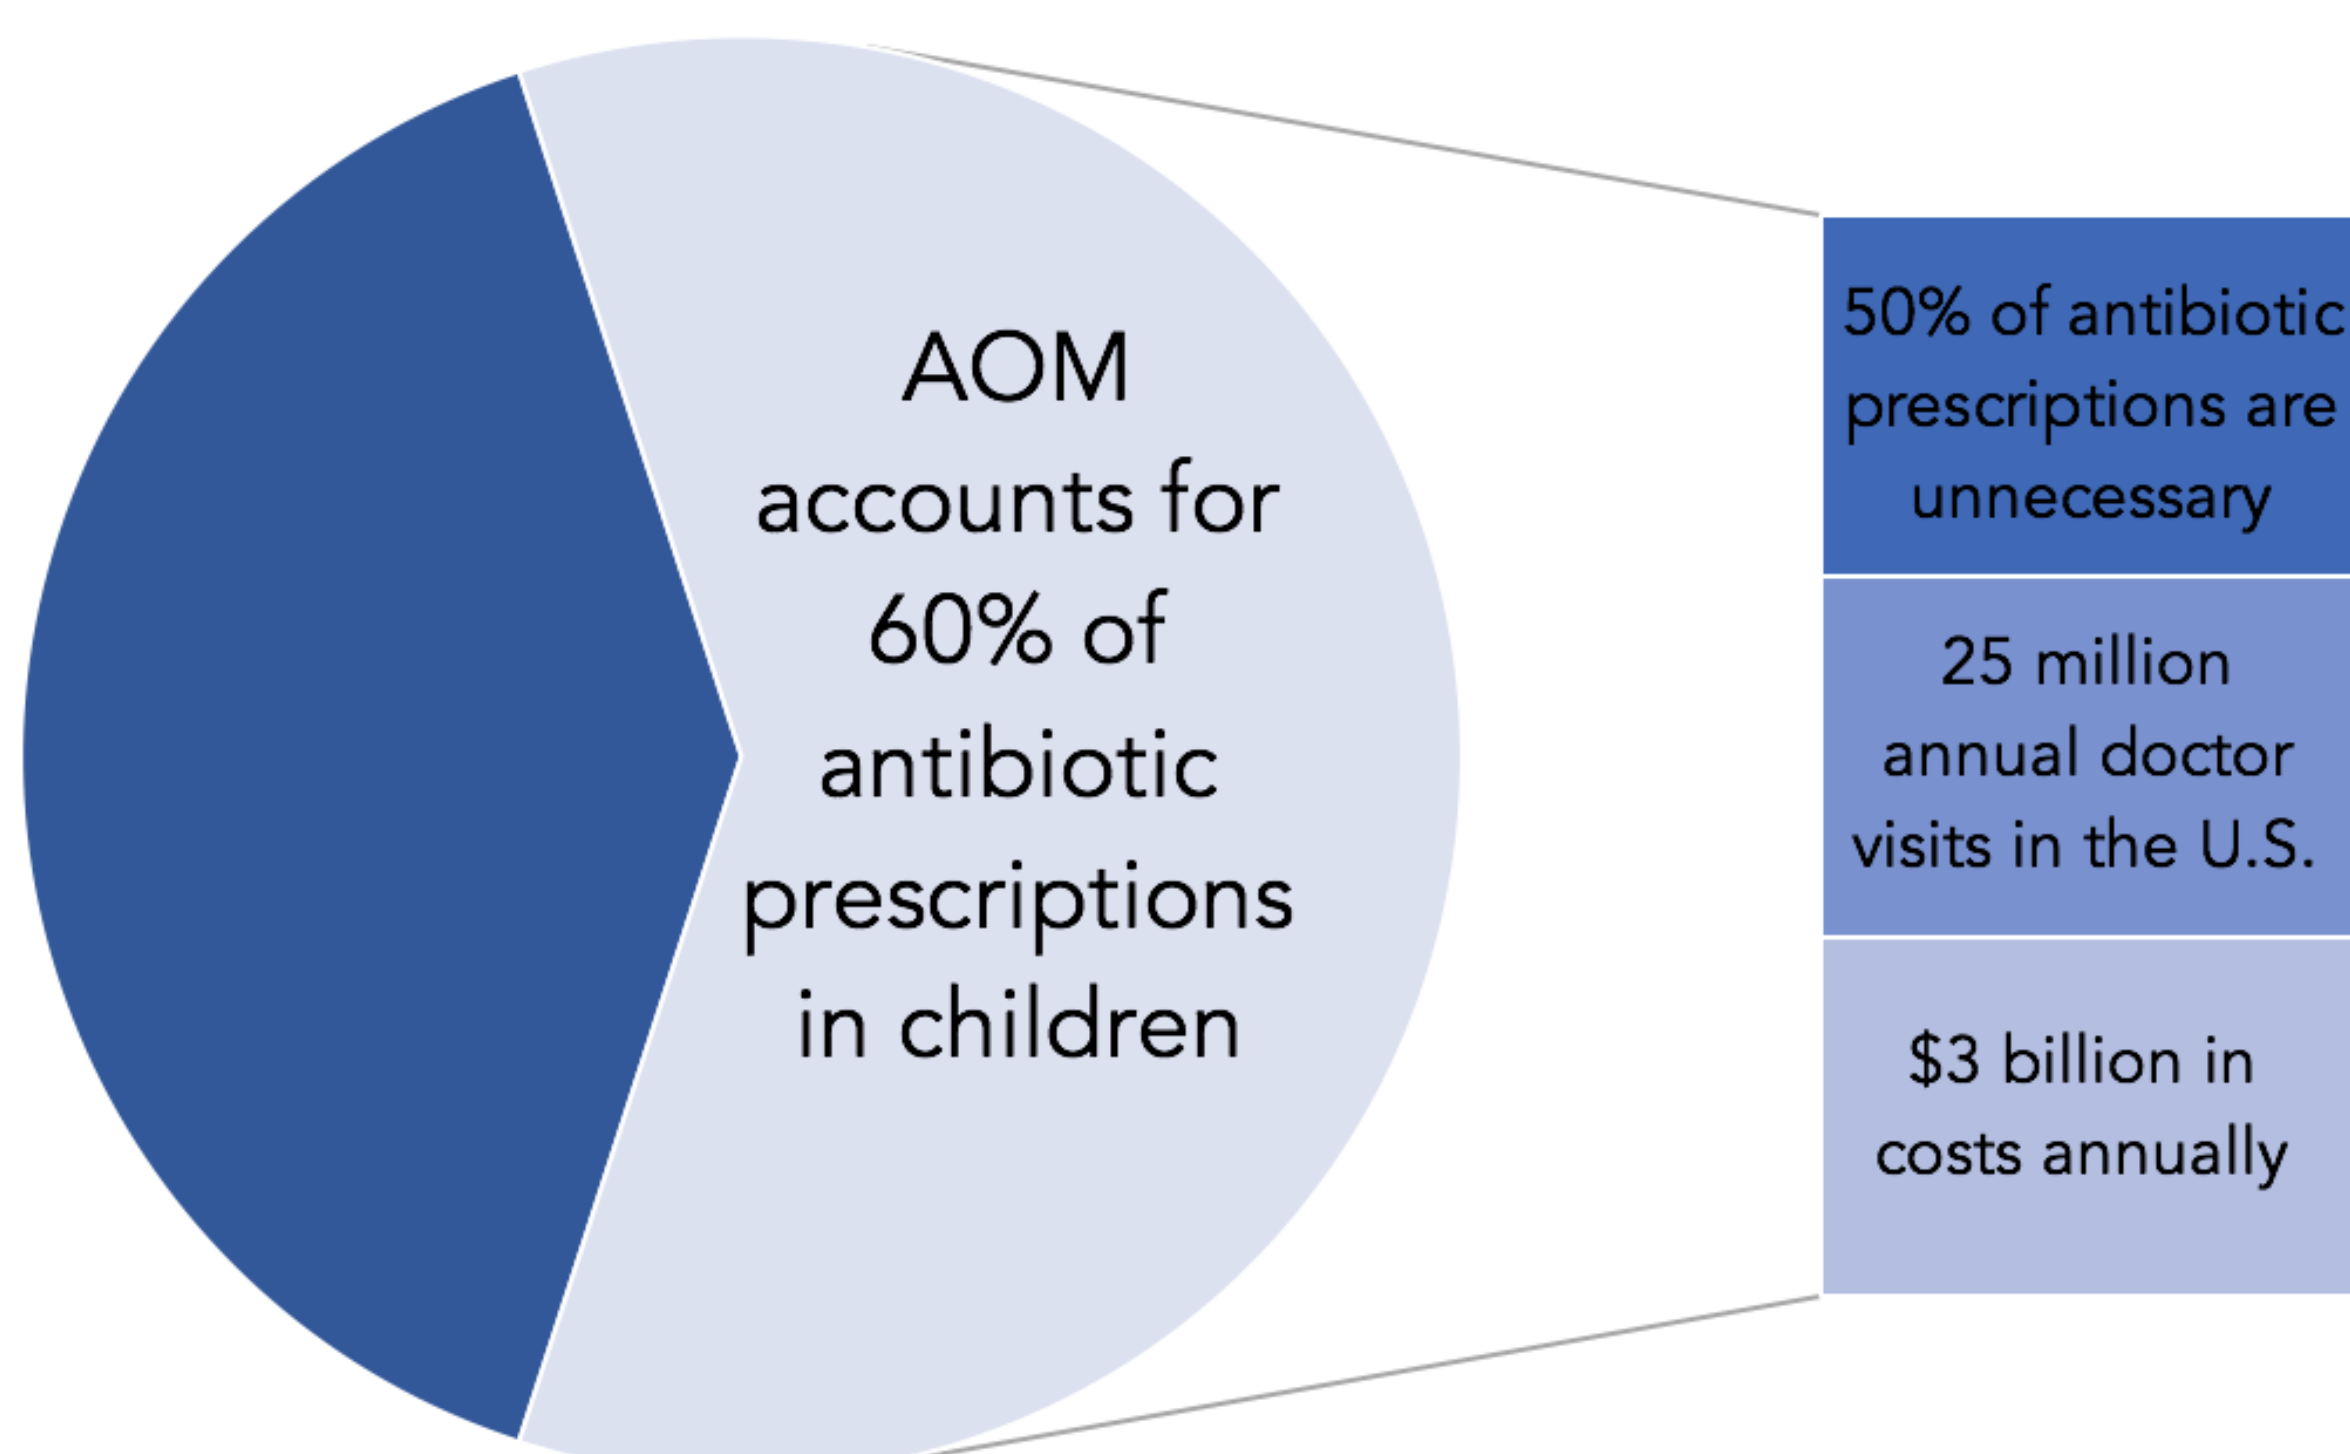 AOM
accounts for
60% of
antibiotic
prescriptions
in children
50% of antibiotic
prescriptions are
unnecessary
25 million
annual doctor
visits in the U.S.
$3 billion in
costs annually